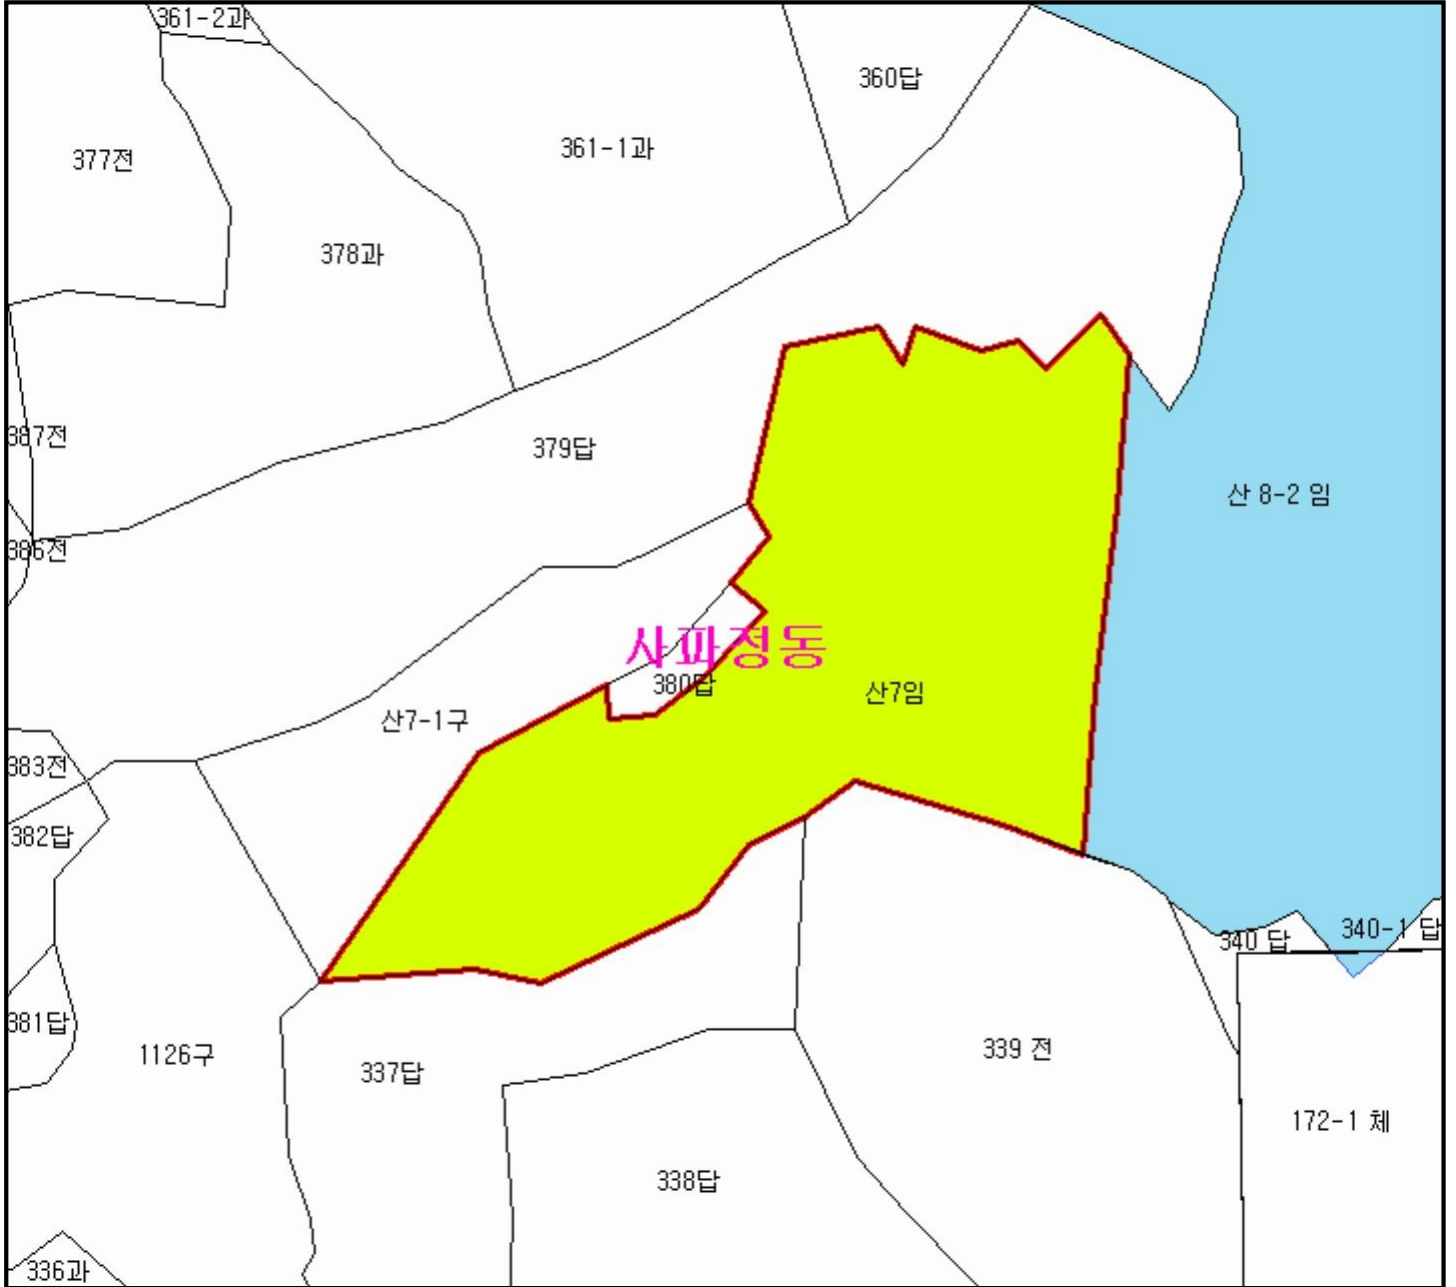 361-2과
360답
361-1과
377전
378과
387전
379답
산 8-2 임
386전
사파정동
380답
산7임
산7-1구
383전
382답
340-1 답
340 답
381답
1126구
339 전
337답
172-1 체
338답
336과